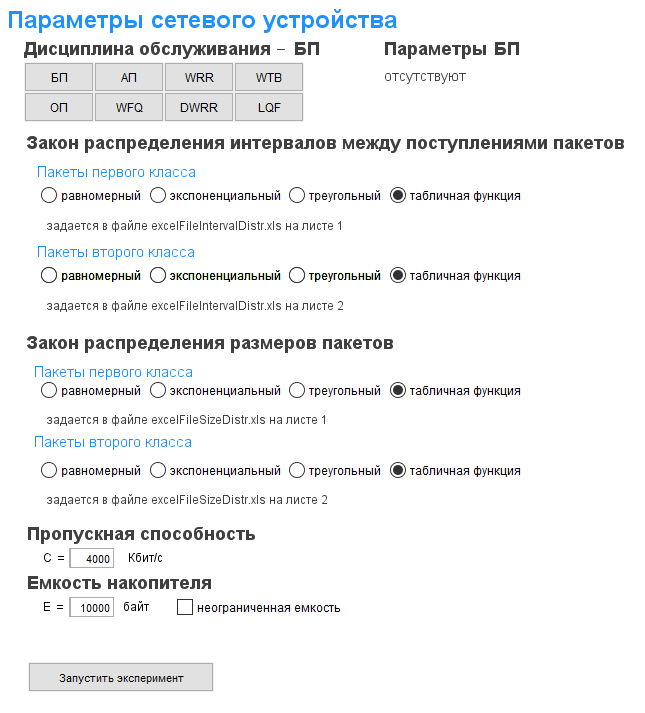 Параметры сетевого устройства
Дисциплина обслуживания – БП
Параметры БП
отсутствуют
БП АП WRR WTB
ОП WFQ DWRR LQF
Закон распределения интервалов между поступлениями пакетов
Пакеты первого класса
равномерный экспоненциальный треугольный табличная функция
задается в файле excelFileIntervalDistr.xls на листе 1
Пакеты второго класса
равномерный экспоненциальный треугольный табличная функция
задается в файле excelFileIntervalDistr.xls на листе 2
Закон распределения размеров пакетов
Пакеты первого класса
равномерный экспоненциальный треугольный табличная функция
задается в файле excelFileSizeDistr.xls на листе 1
Пакеты второго класса
равномерный экспоненциальный треугольный табличная функция
задается в файле excelFileSizeDistr.xls на листе 2
Пропускная способность
C = 4000 Кбит/с
Емкость накопителя
E = 10000 байт неограниченная емкость
Запустить эксперимент